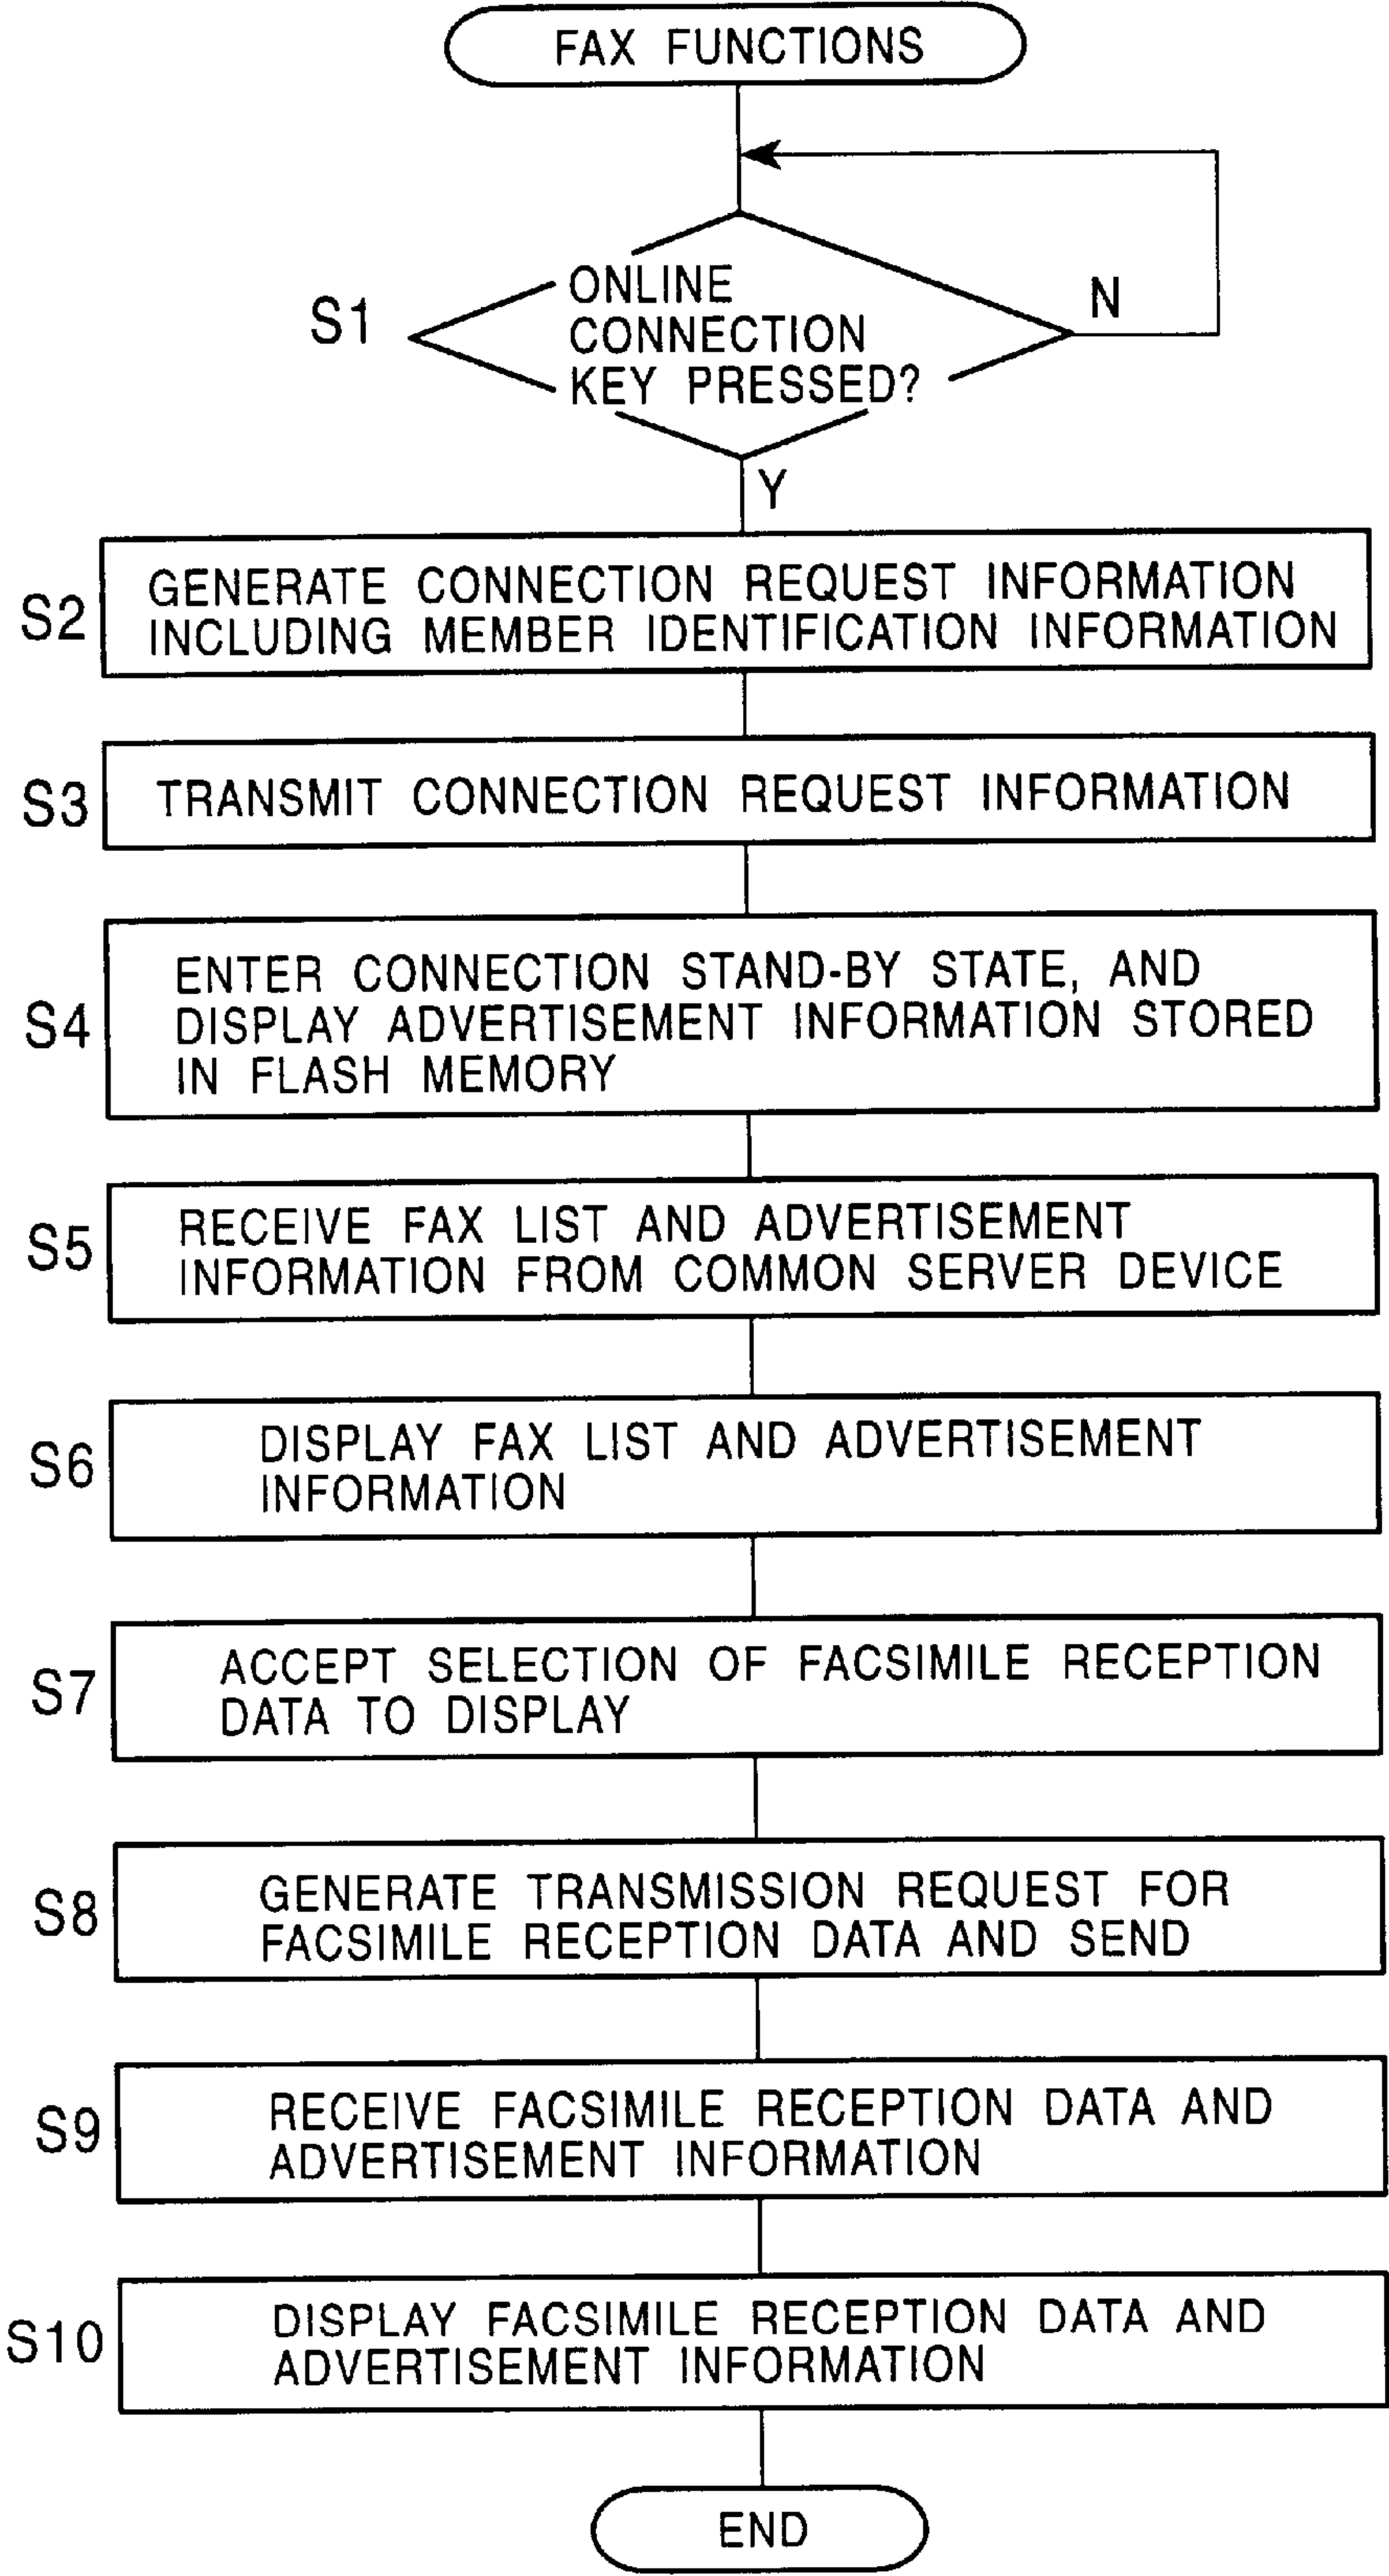 FAX FUNCTIONS
S1
ONLINE
CONNECTION
KEY PRESSED?
N
Y
S2
GENERATE CONNECTION REQUEST INFORMATION
INCLUDING MEMBER IDENTIFICATION INFORMATION
S3
TRANSMIT CONNECTION REQUEST INFORMATION
S4
ENTER CONNECTION STAND-BY STATE, AND
DISPLAY ADVERTISEMENT INFORMATION STORED
IN FLASH MEMORY
S5
RECEIVE FAX LIST AND ADVERTISEMENT
INFORMATION FROM COMMON SERVER DEVICE
S6
DISPLAY FAX LIST AND ADVERTISEMENT
INFORMATION
S7
ACCEPT SELECTION OF FACSIMILE RECEPTION
DATA TO DISPLAY
S8
GENERATE TRANSMISSION REQUEST FOR
FACSIMILE RECEPTION DATA AND SEND
S9
RECEIVE FACSIMILE RECEPTION DATA AND
ADVERTISEMENT INFORMATION
S10
DISPLAY FACSIMILE RECEPTION DATA AND
ADVERTISEMENT INFORMATION
END